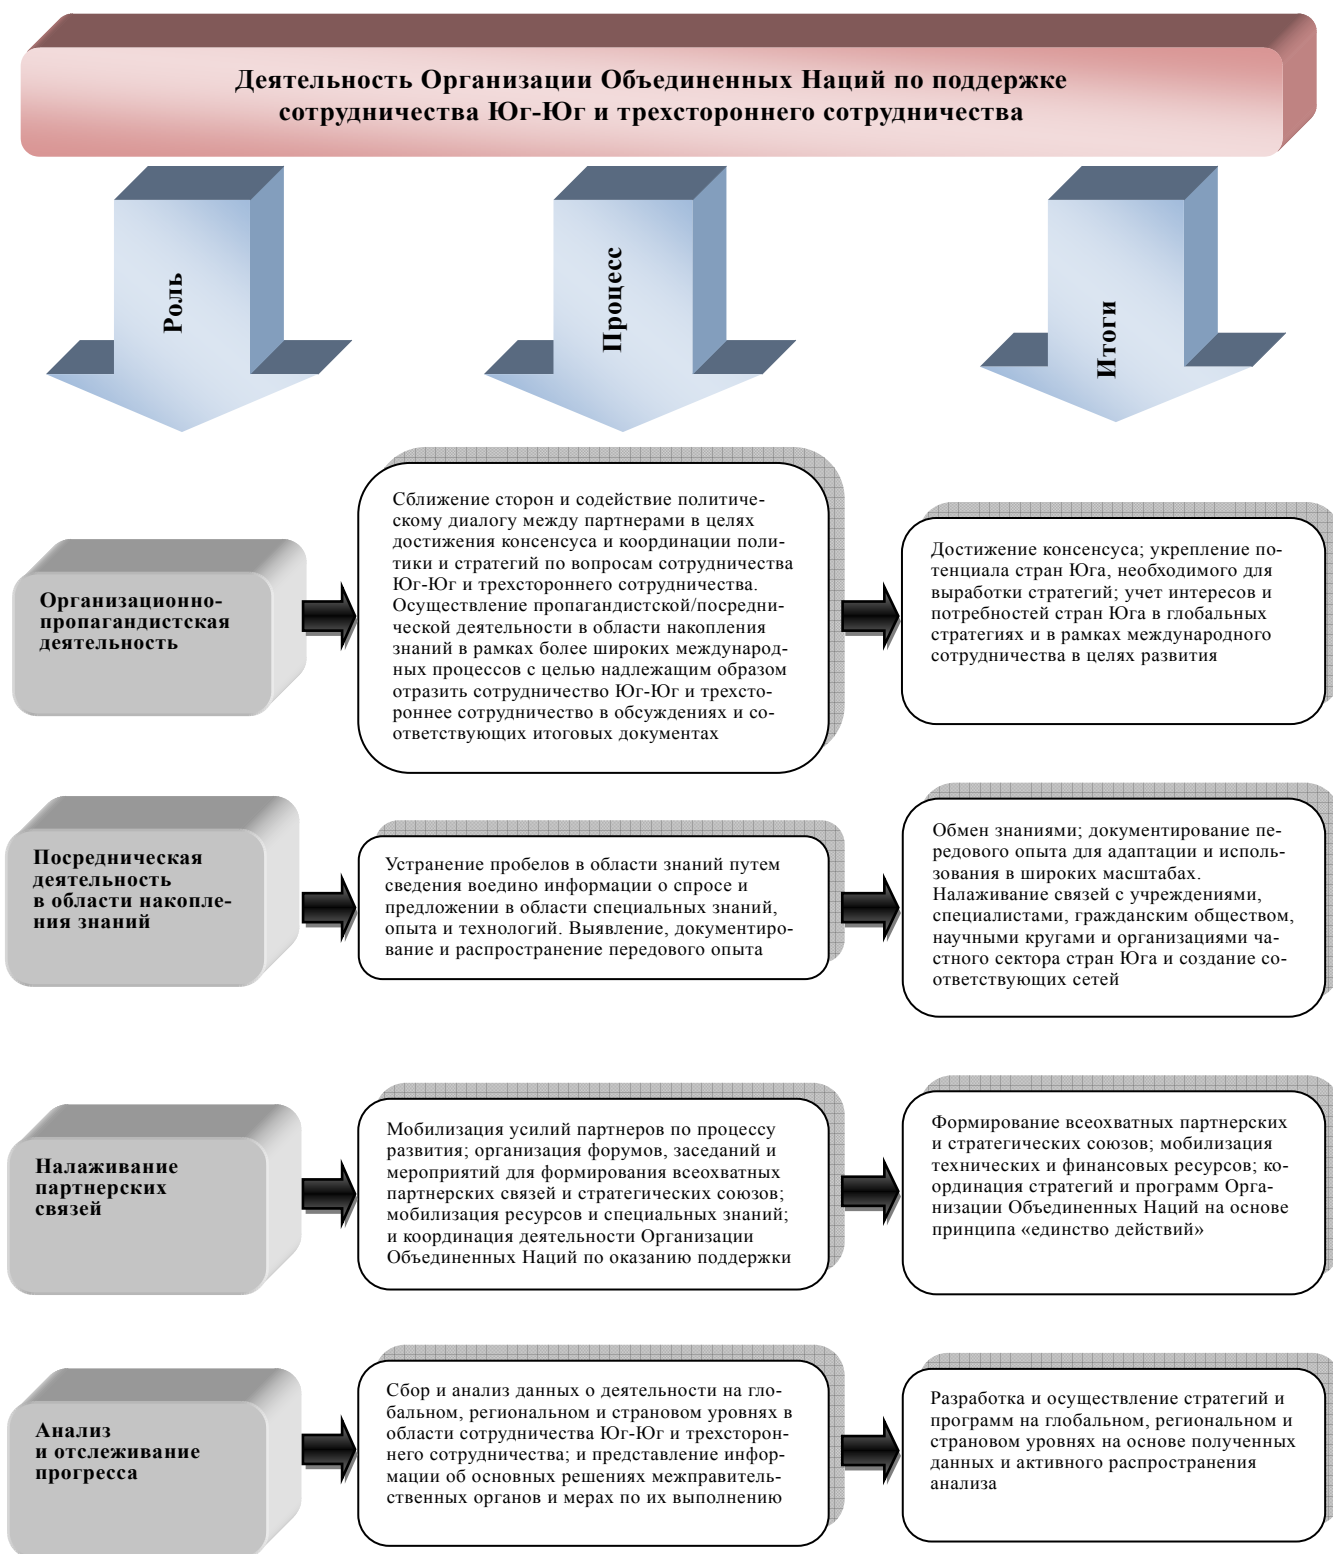 Деятельность Организации Объединенных Наций по поддержке
сотрудничества Юг-Юг и трехстороннего сотрудничества
Роль
Процесс
Итоги
Организационно-
пропагандистская
деятельность
Сближение сторон и содействие политиче-
скому диалогу между партнерами в целях
достижения консенсуса и координации поли-
тики и стратегий по вопросам сотрудничества
Юг-Юг и трехстороннего сотрудничества.
Осуществление пропагандистской/посредни-
ческой деятельности в области накопления
знаний в рамках более широких международ-
ных процессов с целью надлежащим образом
отразить сотрудничество Юг-Юг и трехсто-
роннее сотрудничество в обсуждениях и со-
ответствующих итоговых документах
Достижение консенсуса; укрепление по-
тенциала стран Юга, необходимого для
выработки стратегий; учет интересов и
потребностей стран Юга в глобальных
стратегиях и в рамках международного
сотрудничества в целях развития
Посредническая
деятельность
в области накопле-
ния знаний
Устранение пробелов в области знаний путем
сведения воедино информации о спросе и
предложении в области специальных знаний,
опыта и технологий. Выявление, документиро-
вание и распространение передового опыта
Обмен знаниями; документирование пе-
редового опыта для адаптации и исполь-
зования в широких масштабах.
Налаживание связей с учреждениями,
специалистами, гражданским обществом,
научными кругами и организациями ча-
стного сектора стран Юга и создание со-
ответствующих сетей
Налаживание
партнерских
связей
Мобилизация усилий партнеров по процессу
развития; организация форумов, заседаний и
мероприятий для формирования всеохватных
партнерских связей и стратегических союзов;
мобилизация ресурсов и специальных знаний;
и координация деятельности Организации
Объединенных Наций по оказанию поддержки
Формирование всеохватных партнерских
и стратегических союзов; мобилизация
технических и финансовых ресурсов; ко-
ординация стратегий и программ Орга-
низации Объединенных Наций на основе
принципа «единство действий»
Анализ
и отслеживание
прогресса
Сбор и анализ данных о деятельности на гло-
бальном, региональном и страновом уровнях в
области сотрудничества Юг-Юг и трехсторон-
него сотрудничества; и представление инфор-
мации об основных решениях межправитель-
ственных органов и мерах по их выполнению
Разработка и осуществление стратегий и
программ на глобальном, региональном и
страновом уровнях на основе полученных
данных и активного распространения
анализа